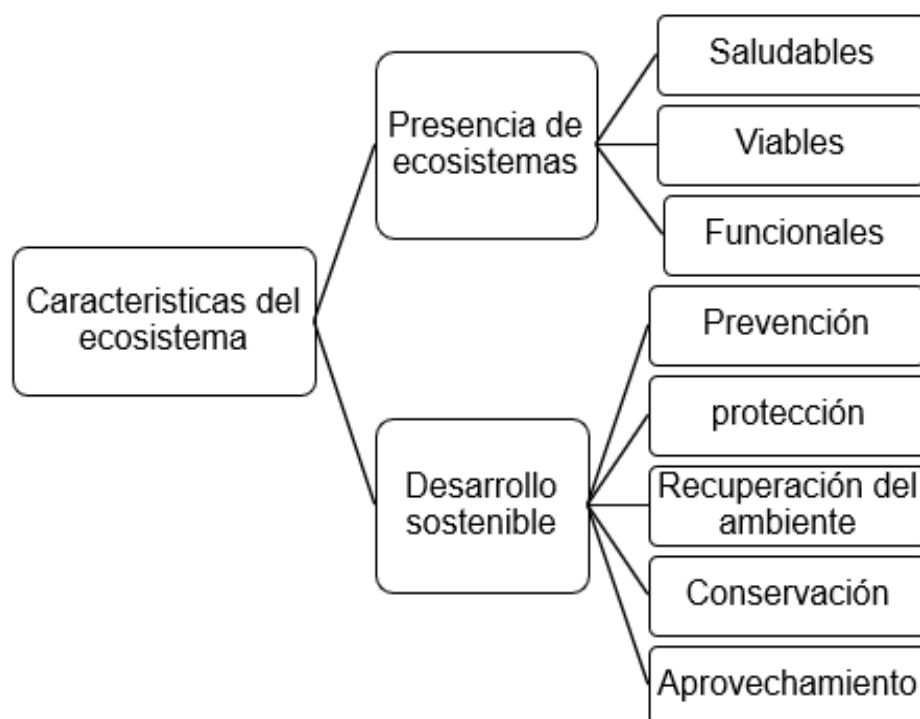 Caracteristicas del
ecosistema
Presencia de
ecosistemas
Saludables
Viables
Funcionales
Desarrollo
sostenible
Prevención
protección
Recuperación del
ambiente
Conservación
Aprovechamiento